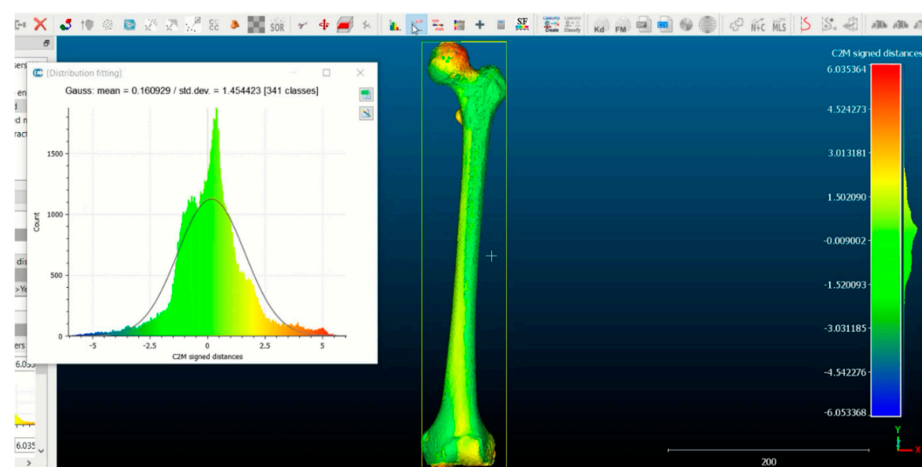 SOR
SF
Kd
FM
N+C
MLS
[Distribution fitting]
Gauss: mean = 0.160929 / std.dev. = 1.454423 [341 classes]
1500
1000
500
0
Count
-5
-2.5
0
2.5
5
C2M signed distances
C2M signed distances
6.035364
4.524273
3.013181
1.502090
-0.009002
-1.520093
-3.031185
-4.542276
-6.053368
6.035
6.035
Y
X
200